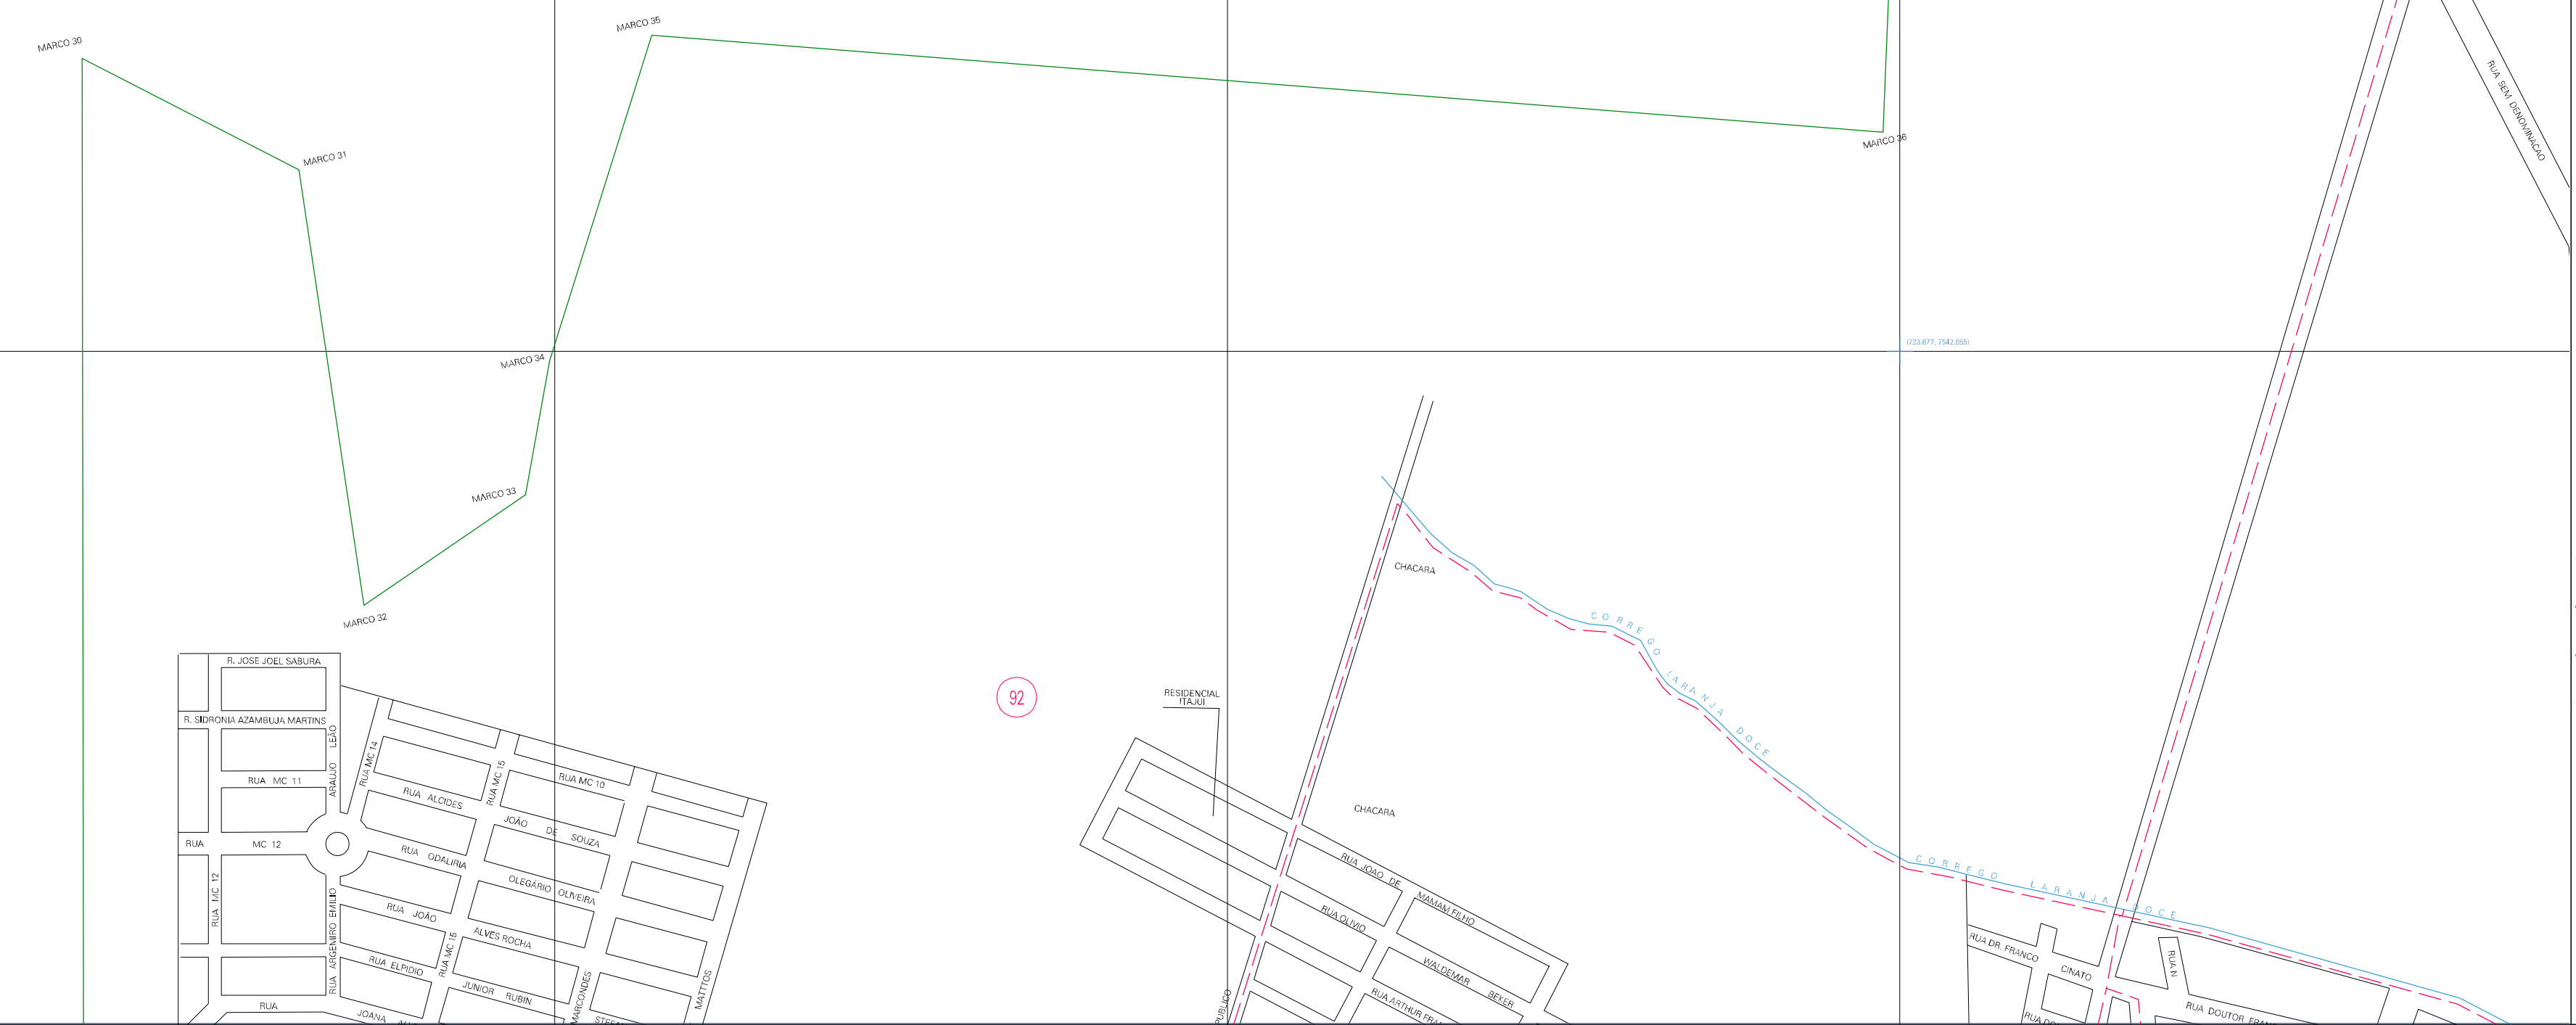 MARCO 30
MARCO 35
MARCO 31
MARCO 36
RUA SEM DENOMINACAO
MARCO 34
MARCO 33
MARCO 32
CHACARA
CORREGO LARANJA DOCE
92
RESIDENCIAL
ITAJUI
CHACARA
R. JOSE JOEL SABURÁ
R. SIDRONIA AZAMBUJA MARTINS
RUA MC 11
ARAUJO LEÃO
RUA MC 14
RUA MC 15
RUA MC 10
RUA ALCIDES
JOÃO DE SOUZA
RUA MC 12
RUA ODALIRIA
OLEGÁRIO OLIVEIRA
RUA MC 12
RUA ARGEMIRO EMILIO
RUA JOÃO
ALVES ROCHA
RUA MC 15
RUA ELPIDIO
JUNIOR RUBIN
MARCONDES
MATTTOS
RUA
JOANA
PUBLICO
RUA JOAO DE
MAMAM FILHO
RUA OLIVIO
WALDEMAR BEKER
RUA ARTHUR
CORREGO LARANJA DOCE
RUA DR. FRANCO
CINATO
RUA N
RUA DOUTOR